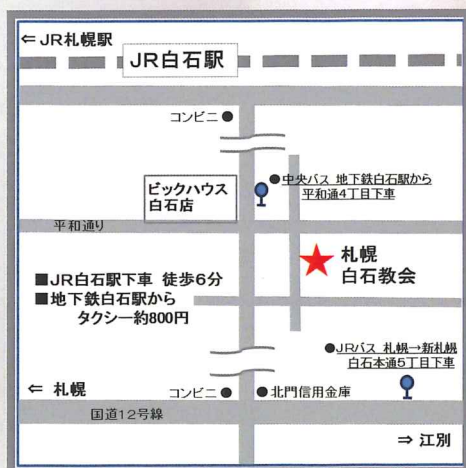 ⇐JR札幌駅
JR白石駅
コンビニ●
●中央バス 地下鉄白石駅から
平和通4丁目下車
ビックハウス
白石店
平和通り
札幌
白石教会
■JR白石駅下車 徒歩6分
■地下鉄白石駅から
タクシー約800円
●JRバス 札幌→新札幌
白石本通5丁目下車
⇐ 札幌
コンビニ●
●北門信用金庫
国道12号線
⇒ 江別